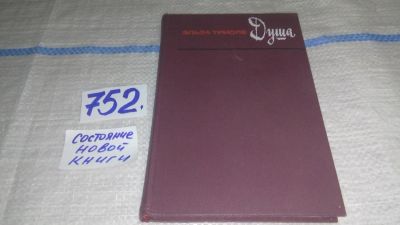 ЭЛЬЗА ТРИОЛЕ
Душа
752.
СОСТОЯНИЕ
НОВОЙ
КНИГИ